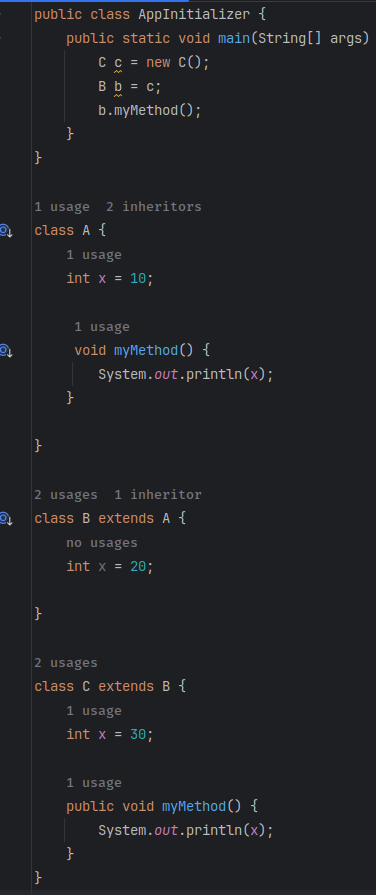 public class AppInitializer {
    public static void main(String[] args)
        C c = new C();
        B b = c;
        b.myMethod();
    }
}
1 usage  2 inheritors
class A {
    1 usage
    int x = 10;
    1 usage
    void myMethod() {
        System.out.println(x);
    }
}
2 usages  1 inheritor
class B extends A {
    no usages
    int x = 20;
}
2 usages
class C extends B {
    1 usage
    int x = 30;
    1 usage
    public void myMethod() {
        System.out.println(x);
    }
}